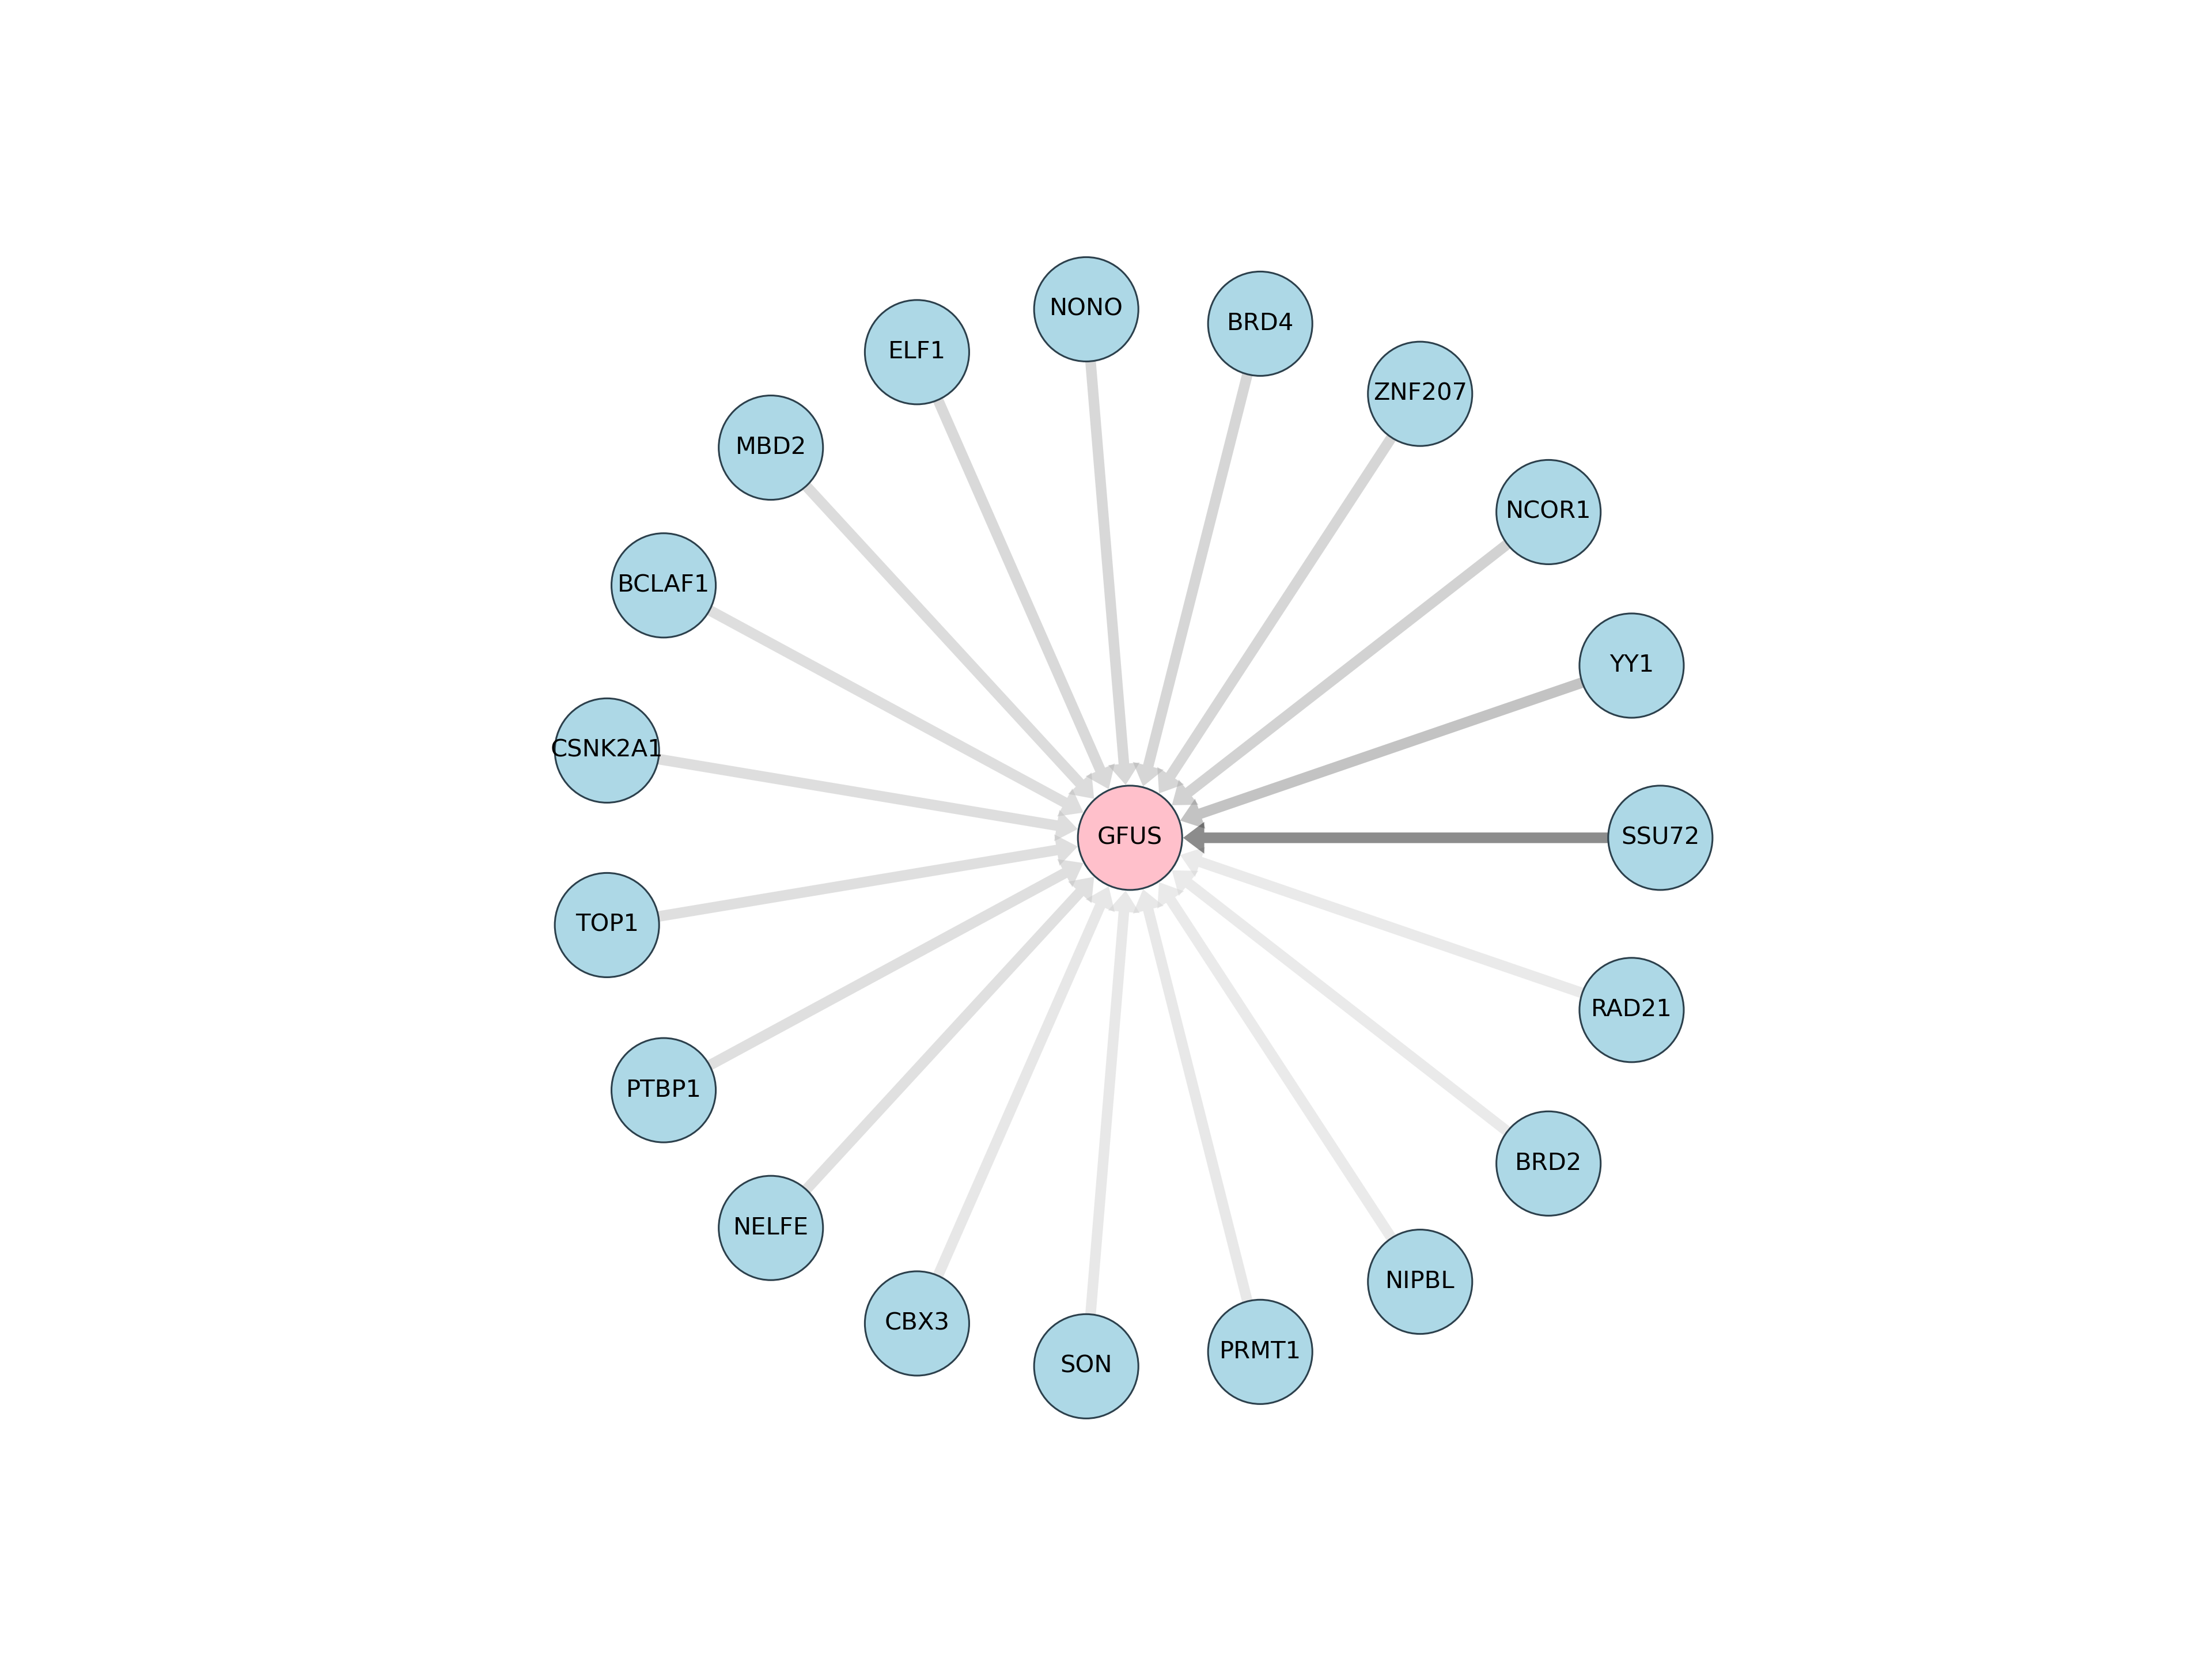 NONO
BRD4
ELF1
ZNF207
MBD2
NCOR1
BCLAF1
YY1
CSNK2A1
GFUS
SSU72
TOP1
RAD21
PTBP1
BRD2
NELFE
NIPBL
CBX3
PRMT1
SON